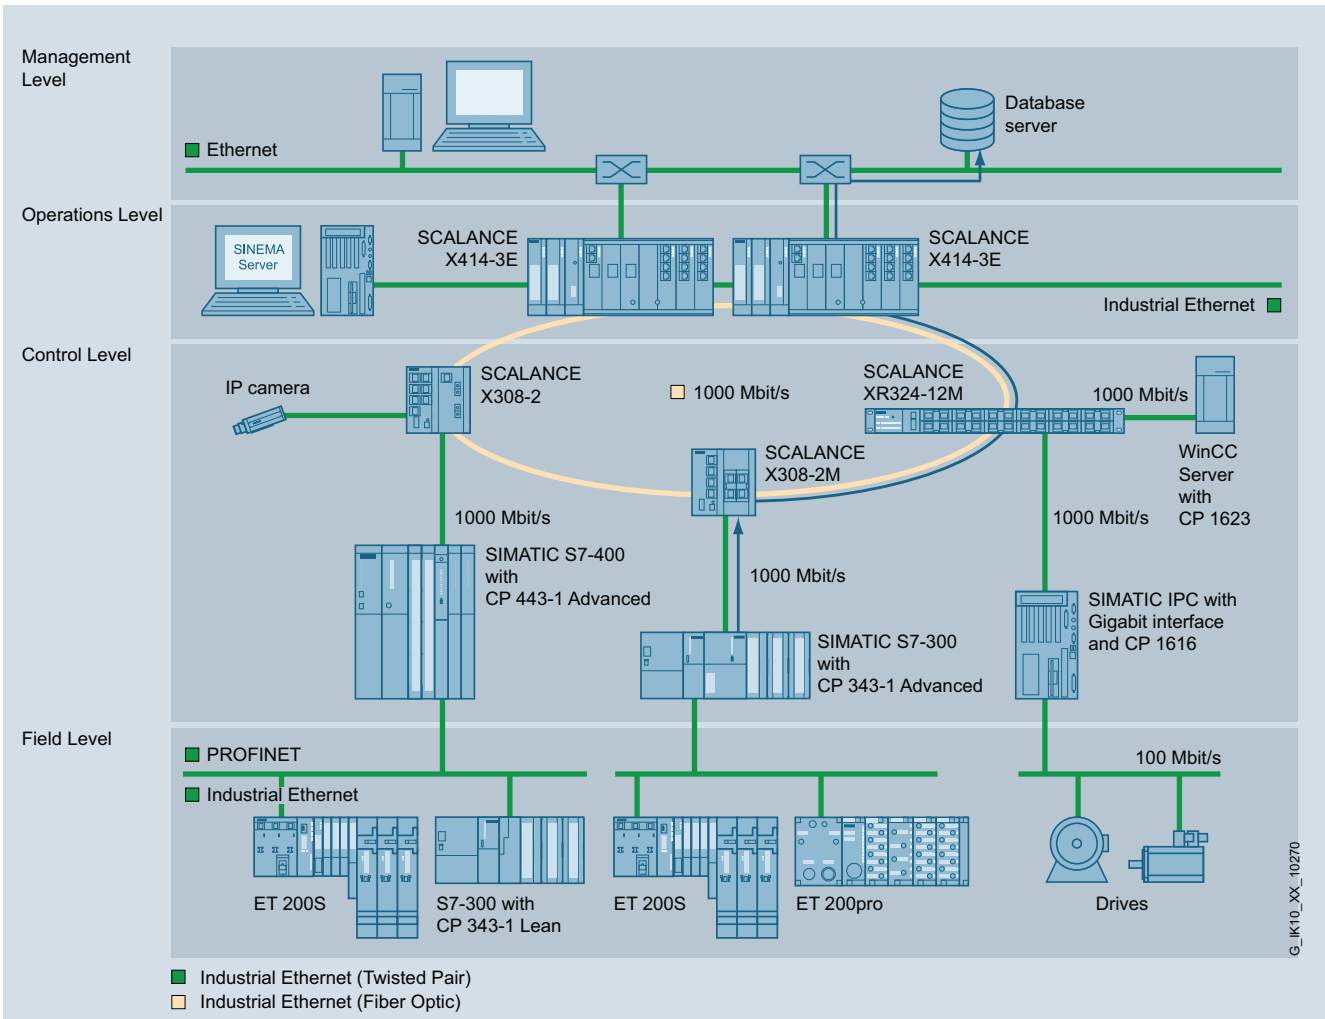 Management
Level
Database
server
Ethernet
Operations Level
SINEMA
Server
SCALANCE
X414-3E
SCALANCE
X414-3E
Industrial Ethernet
Control Level
IP camera
SCALANCE
X308-2
1000 Mbit/s
SCALANCE
XR324-12M
1000 Mbit/s
WinCC
Server
with
CP 1623
SCALANCE
X308-2M
1000 Mbit/s
1000 Mbit/s
SIMATIC S7-400
with
CP 443-1 Advanced
1000 Mbit/s
SIMATIC IPC with
Gigabit interface
and CP 1616
SIMATIC S7-300
with
CP 343-1 Advanced
Field Level
PROFINET
100 Mbit/s
Industrial Ethernet
ET 200S
S7-300 with
CP 343-1 Lean
ET 200S
ET 200pro
Drives
G_IK10_XX_10270
Industrial Ethernet (Twisted Pair)
Industrial Ethernet (Fiber Optic)